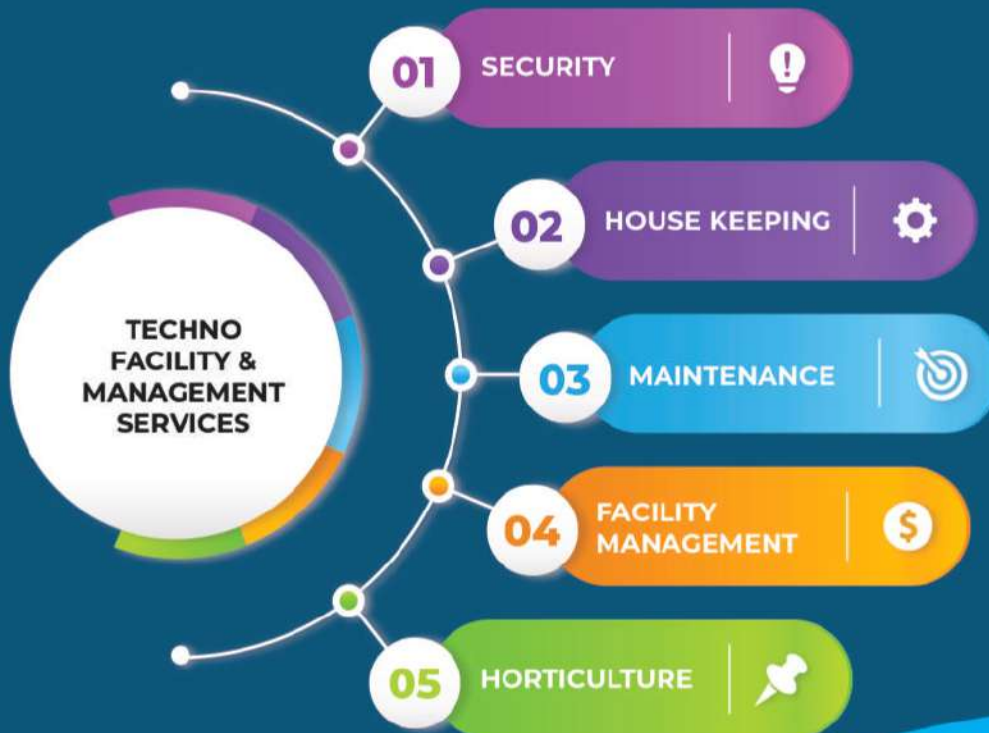 TECHNO
FACILITY &
MANAGEMENT
SERVICES
01
SECURITY
02
HOUSE KEEPING
03
MAINTENANCE
04
FACILITY
MANAGEMENT
$
05
HORTICULTURE